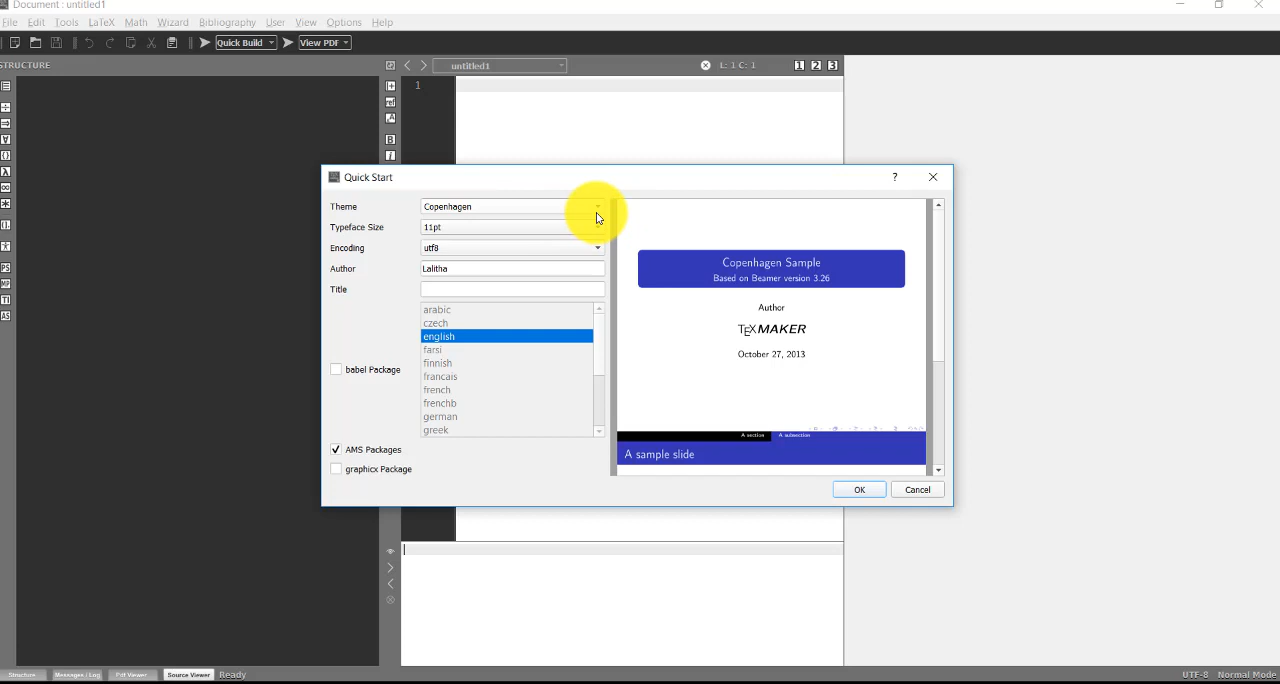 Document : untitled1
File Edit Tools LaTeX Math Wizard Bibliography User View Options Help
Quick Build View PDF
STRUCTURE untitled1 L: 1 C: 1 1 2 3
1
Quick Start
Theme Copenhagen
Typeface Size 11pt
Encoding utf8
Author Lalitha
Title
arabic
czech
english
farsi
finnish
babel Package
francais
french
frenchb
german
greek
AMS Packages
graphicx Package
Copenhagen Sample
Based on Beamer version 3.26
Author
TEXMAKER
October 27, 2013
A section A subsection
A sample slide
OK Cancel
Structure Messages / Log Pdf Viewer Source Viewer Ready UTF-8 Normal Mode